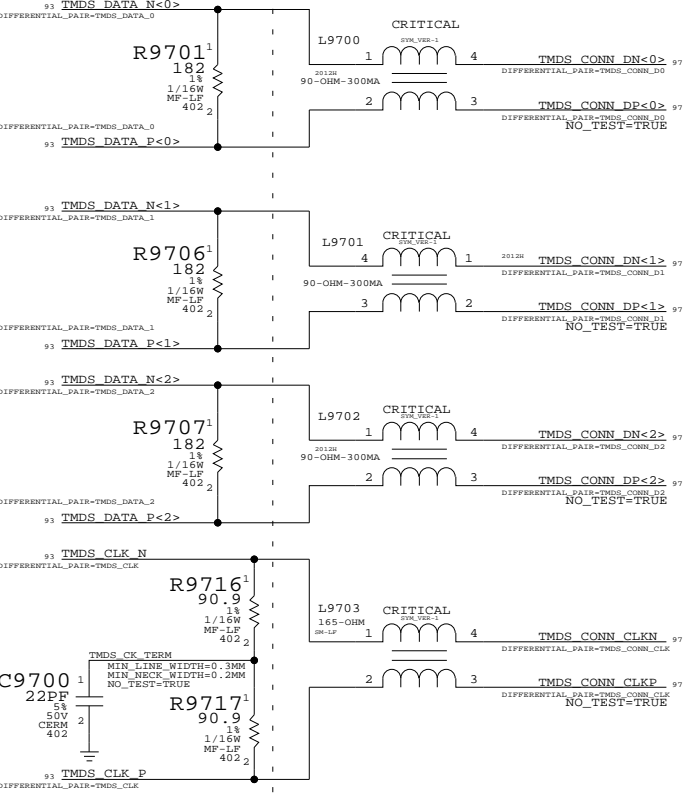 93 TMDS_DATA_N<0>
DIFFERENTIAL_PAIR=TMDS_DATA_0
CRITICAL
L9700
SYM_VER-1
R9701 1
182
1%
1/16W
MF-LF
402 2
1 4
2012H
90-OHM-300MA
TMDS_CONN_DN<0> 97
DIFFERENTIAL_PAIR=TMDS_CONN_D0
2 3
TMDS_CONN_DP<0> 97
DIFFERENTIAL_PAIR=TMDS_CONN_D0
NO_TEST=TRUE
DIFFERENTIAL_PAIR=TMDS_DATA_0
93 TMDS_DATA_P<0>
93 TMDS_DATA_N<1>
DIFFERENTIAL_PAIR=TMDS_DATA_1
L9701
CRITICAL
SYM_VER-1
R9706 1
182
1%
1/16W
MF-LF
402 2
4 1
2012H
TMDS_CONN_DN<1> 97
DIFFERENTIAL_PAIR=TMDS_CONN_D1
90-OHM-300MA
3 2
TMDS_CONN_DP<1> 97
DIFFERENTIAL_PAIR=TMDS_CONN_D1
NO_TEST=TRUE
DIFFERENTIAL_PAIR=TMDS_DATA_1
93 TMDS_DATA_P<1>
93 TMDS_DATA_N<2>
DIFFERENTIAL_PAIR=TMDS_DATA_2
L9702
CRITICAL
SYM_VER-1
R9707 1
182
1%
1/16W
MF-LF
402 2
1 4
2012H
90-OHM-300MA
TMDS_CONN_DN<2> 97
DIFFERENTIAL_PAIR=TMDS_CONN_D2
2 3
TMDS_CONN_DP<2> 97
DIFFERENTIAL_PAIR=TMDS_CONN_D2
NO_TEST=TRUE
DIFFERENTIAL_PAIR=TMDS_DATA_2
93 TMDS_DATA_P<2>
93 TMDS_CLK_N
DIFFERENTIAL_PAIR=TMDS_CLK
R9716 1
90.9
1%
1/16W
MF-LF
402 2
L9703
165-OHM
SM-LF
CRITICAL
SYM_VER-1
1 4
TMDS_CONN_CLKN 97
DIFFERENTIAL_PAIR=TMDS_CONN_CLK
2 3
TMDS_CONN_CLKP 97
DIFFERENTIAL_PAIR=TMDS_CONN_CLK
NO_TEST=TRUE
TMDS_CK_TERM
MIN_LINE_WIDTH=0.3MM
MIN_NECK_WIDTH=0.2MM
NO_TEST=TRUE
C9700 1
22PF
5%
50V
CERM
402
2
R9717 1
90.9
1%
1/16W
MF-LF
402 2
93 TMDS_CLK_P
DIFFERENTIAL_PAIR=TMDS_CLK